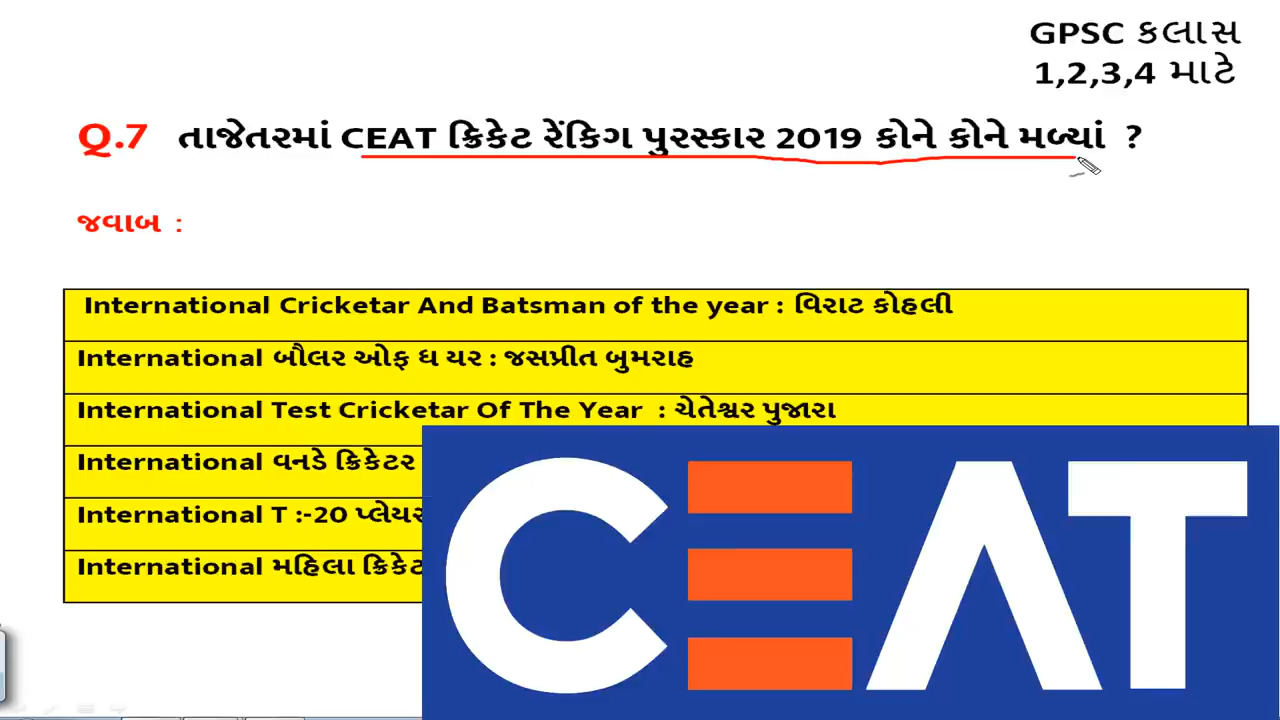 GPSC કલાસ
1,2,3,4 માટે
Q.7 તાજેતરમાં CEAT ક્રિકેટ રેંકિગ પુરસ્કાર 2019 કોને કોને મળ્યાં ?
જવાબ :
International Cricketar And Batsman of the year : વિરાટ કોહલી
International બૌલર ઓફ ધ યર : જસપ્રીત બુમરાહ
International Test Cricketar Of The Year : ચેતેશ્વર પુજારા
International વનડે ક્રિકેટર
International T :-20 પ્લેયર
International મહિલા ક્રિકેટ
CEAT